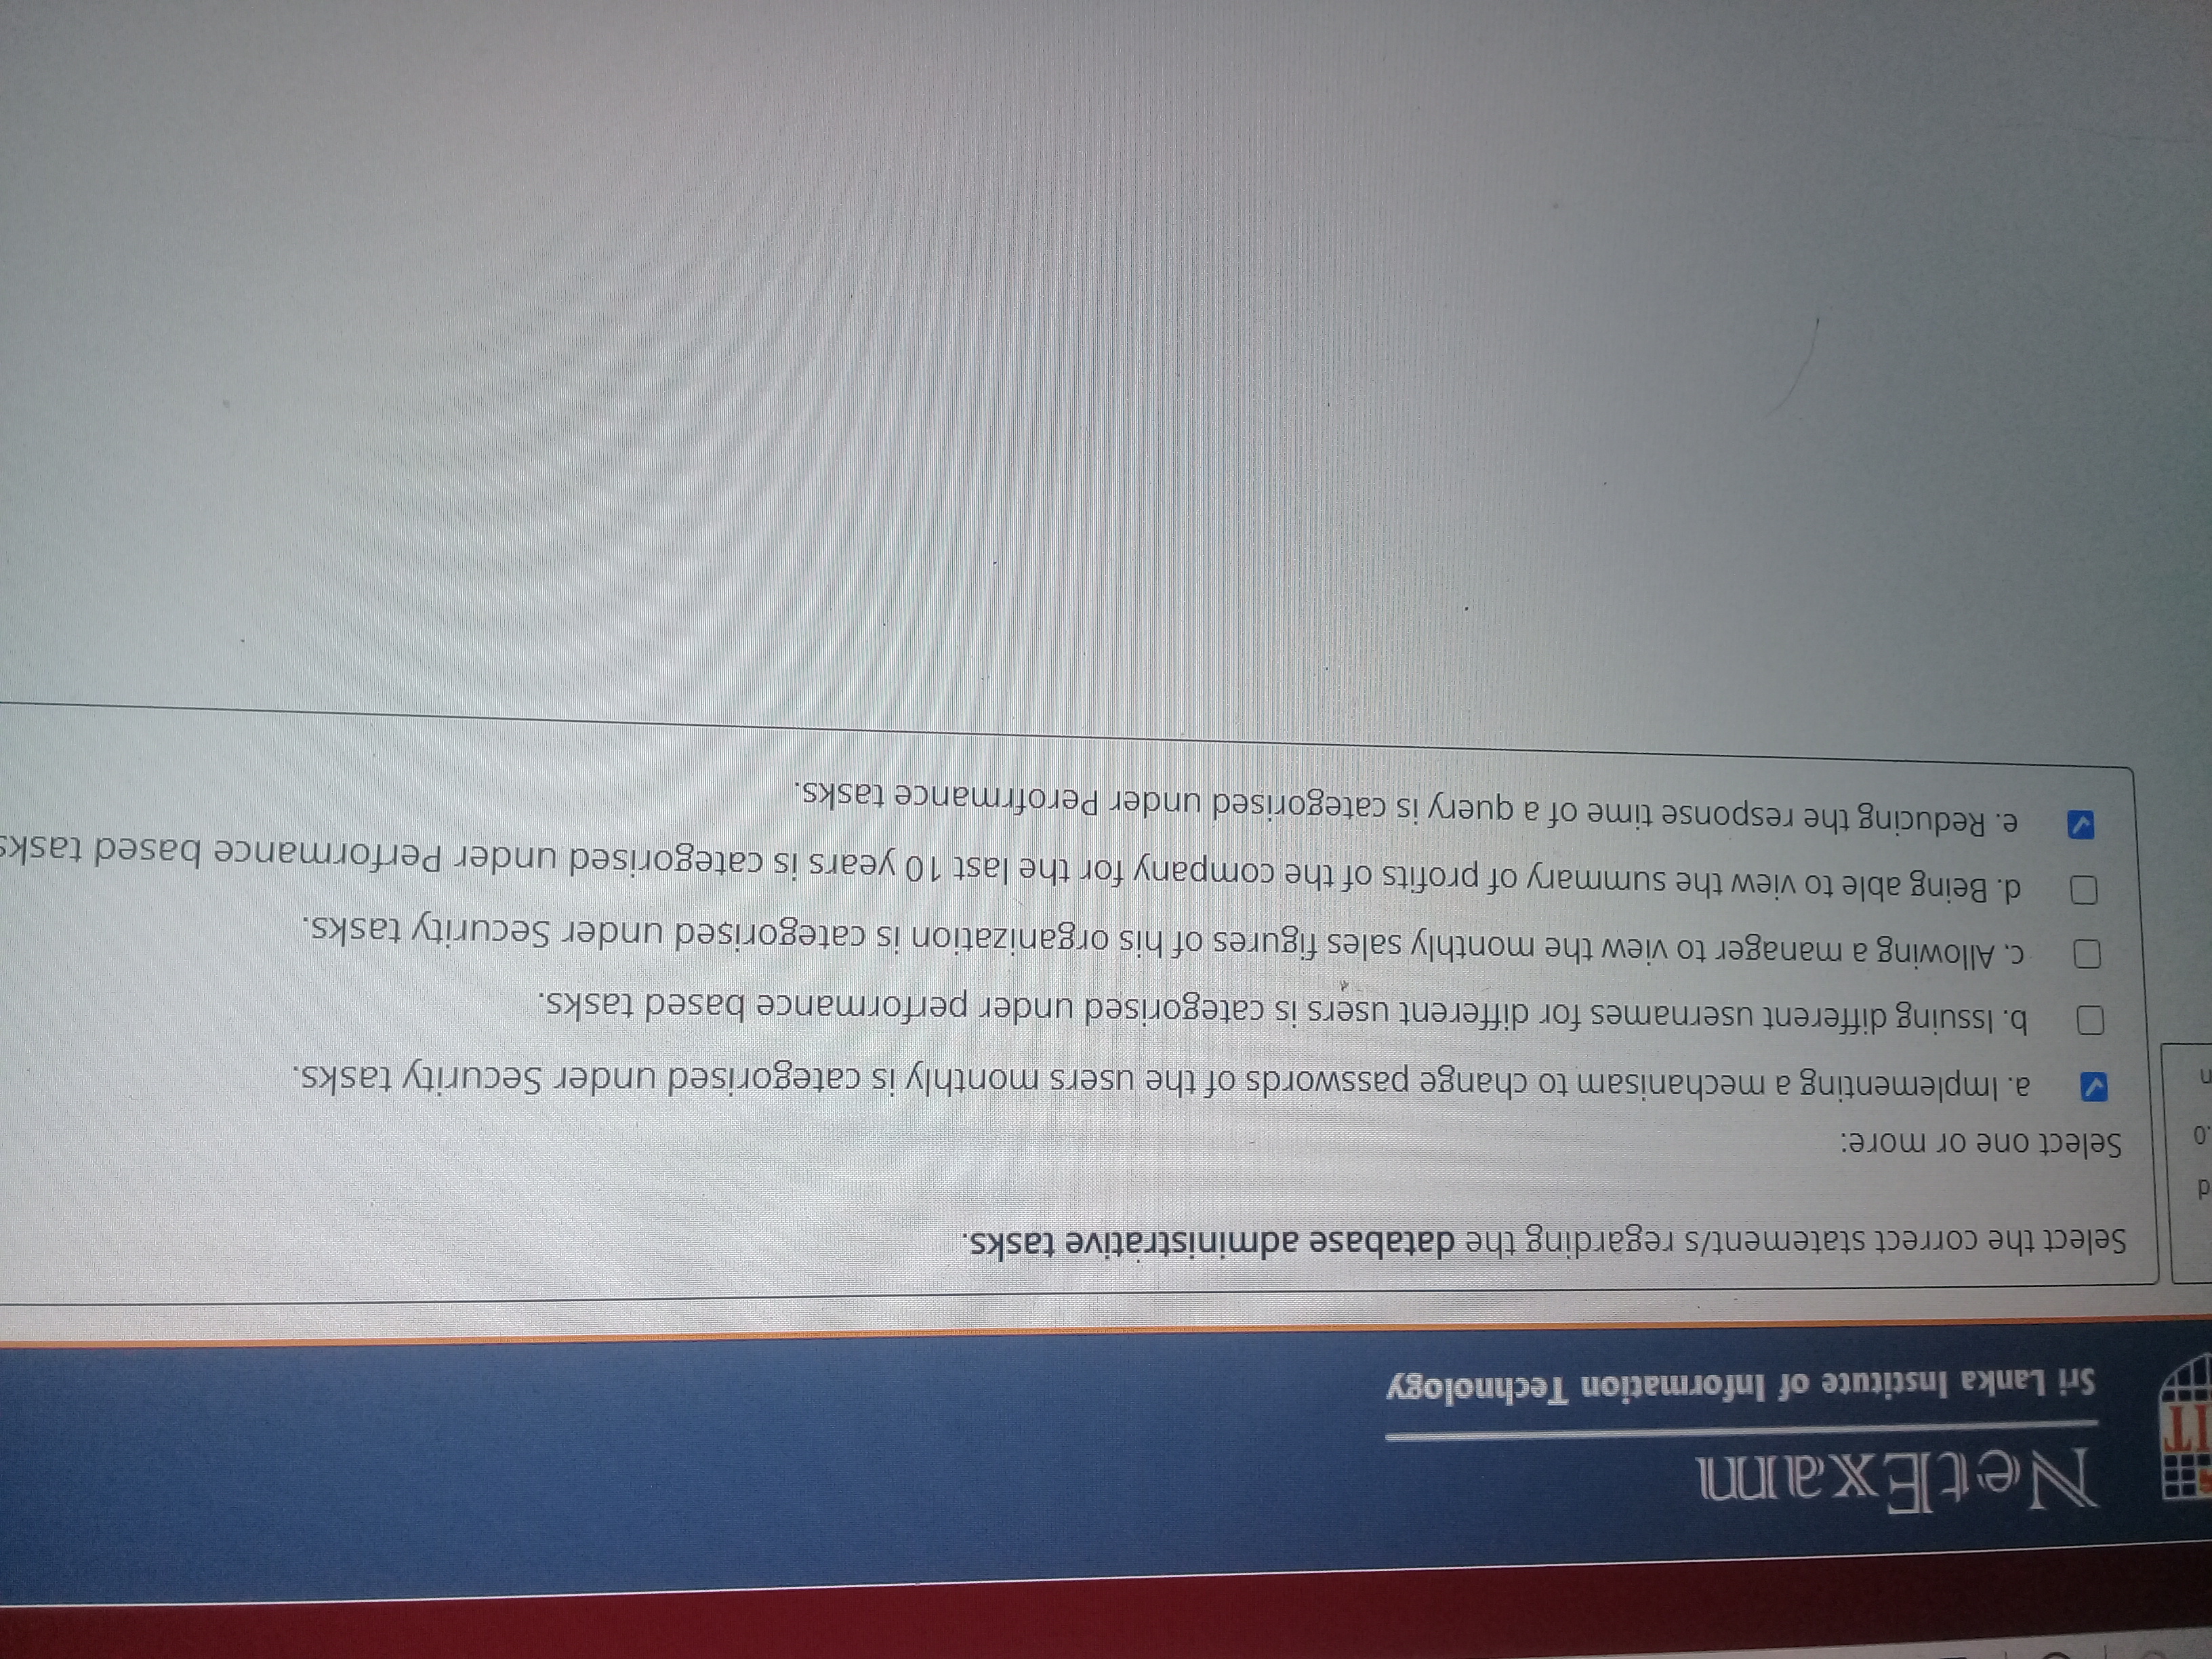 NetExam
IT
Sri Lanka Institute of Information Technology
Select the correct statement/s regarding the database administrative tasks.
d
Select one or more:
.0
a. Implementing a mechanisam to change passwords of the users monthly is categorised under Security tasks.
n
b. Issuing different usernames for different users is categorised under performance based tasks.
c. Allowing a manager to view the monthly sales figures of his organization is categorised under Security tasks.
d. Being able to view the summary of profits of the company for the last 10 years is categorised under Performance based tasks
e. Reducing the response time of a query is categorised under Perofrmance tasks.